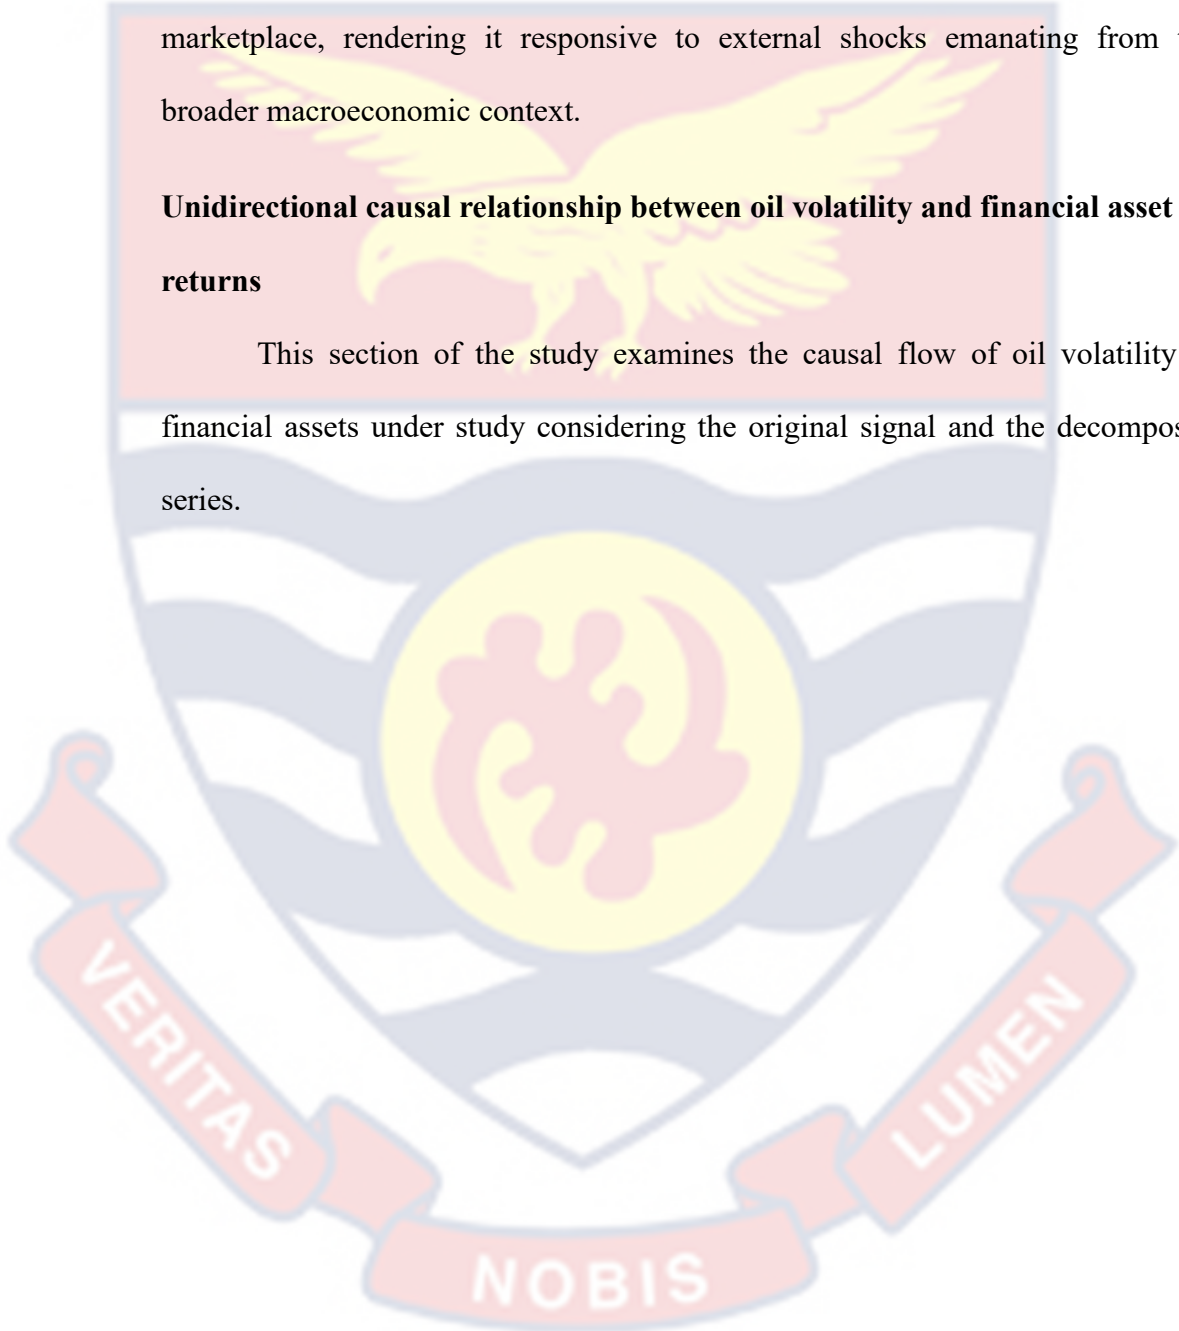 marketplace, rendering it responsive to external shocks emanating from
broader macroeconomic context.
Unidirectional causal relationship between oil volatility and financial asset
returns
This section of the study examines the causal flow of oil volatility
financial assets under study considering the original signal and the
series.
VERITAS
NOBIS
LUMEN